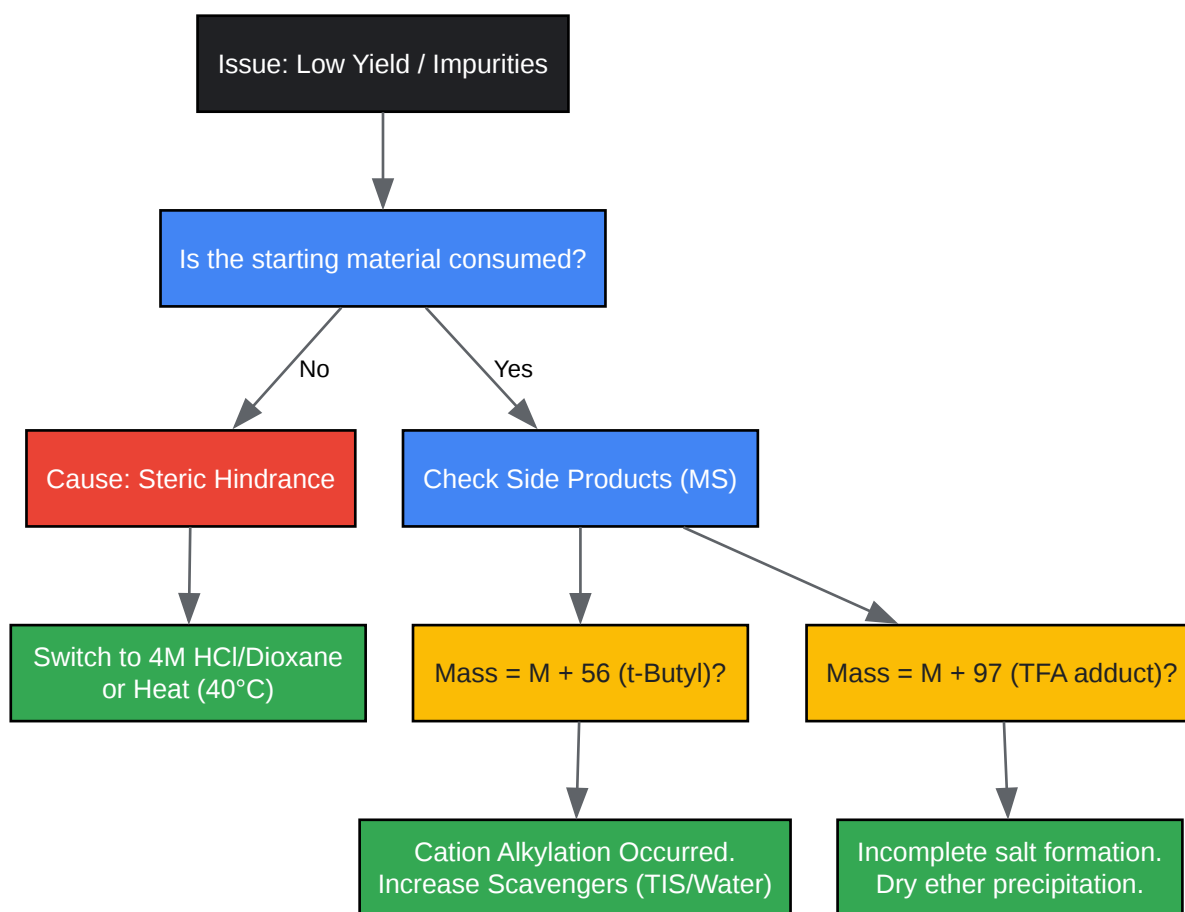 Issue: Low Yield / Impurities
Is the starting material consumed?
No
Yes
Cause: Steric Hindrance
Check Side Products (MS)
Switch to 4M HCl/Dioxane
or Heat (40°C)
Mass = M + 56 (t-Butyl)?
Mass = M + 97 (TFA adduct)?
Cation Alkylation Occurred.
Increase Scavengers (TIS/Water)
Incomplete salt formation.
Dry ether precipitation.